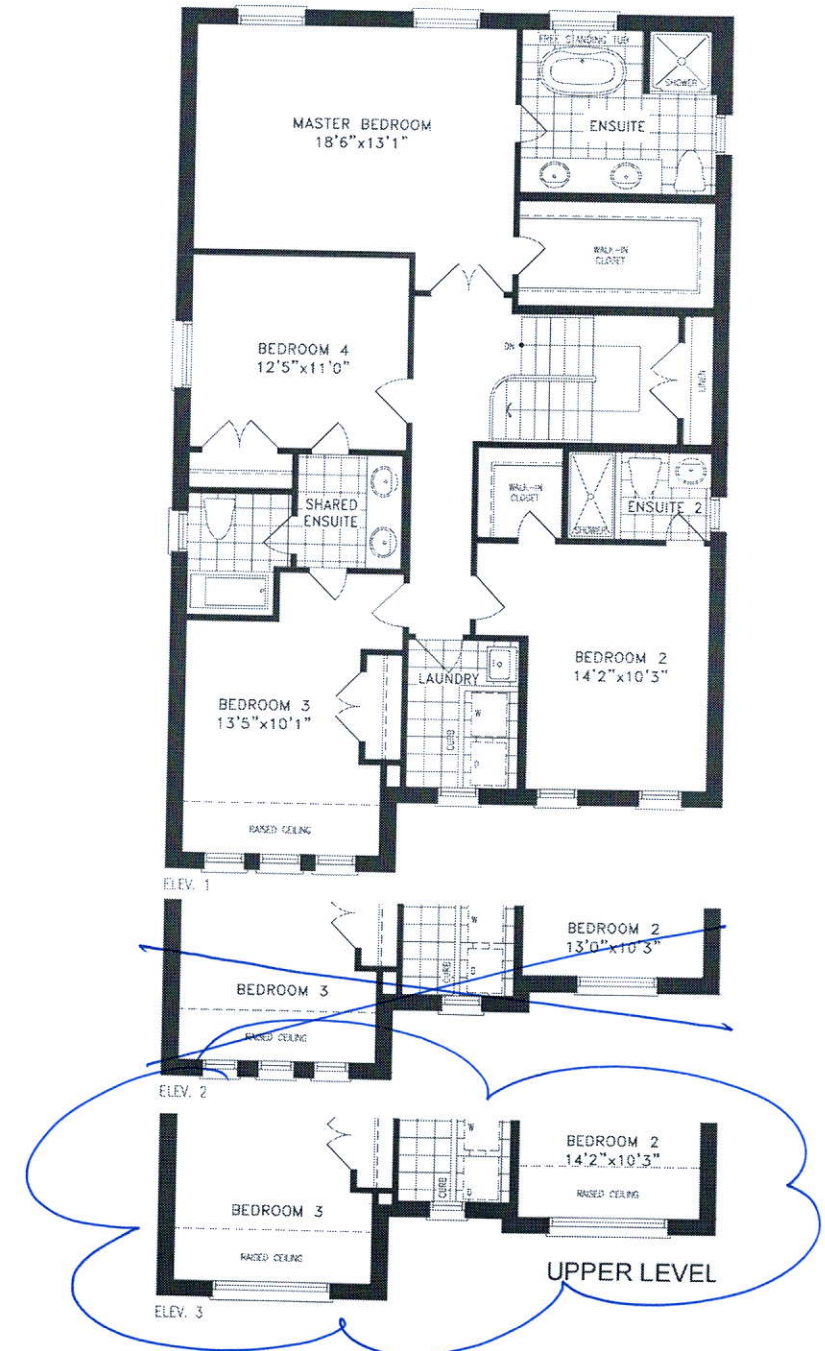 FREE STANDING TUB
SHOWER
MASTER BEDROOM
18'6"x13'1"
ENSUITE
WALK-IN
CLOSET
BEDROOM 4
12'5"x11'0"
DN
LINEN
SHARED
ENSUITE
WALK-IN
CLOSET
SHOWER
ENSUITE 2
BEDROOM 2
14'2"x10'3"
LAUNDRY
BEDROOM 3
13'5"x10'1"
W
CURB
D
RAISED CEILING
ELEV. 1
BEDROOM 2
13'0"x10'3"
W
CURB
D
BEDROOM 3
RAISED CEILING
ELEV. 2
BEDROOM 2
14'2"x10'3"
W
CURB
D
RAISED CEILING
BEDROOM 3
RAISED CEILING
UPPER LEVEL
ELEV. 3